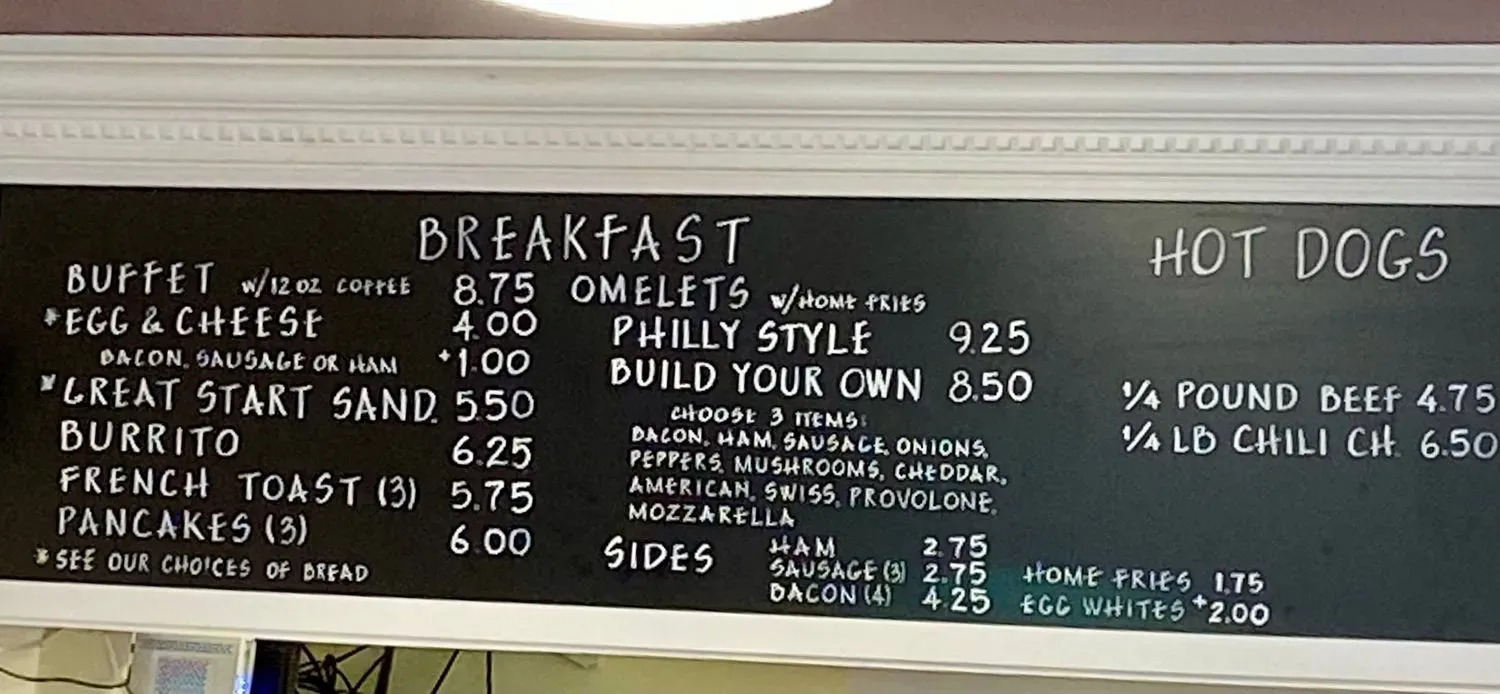 BREAKFAST
BUFFET W/12 OZ COFFEE 8.75
*EGG & CHEESE 4.00
BACON, SAUSAGE OR HAM +1.00
*GREAT START SAND. 5.50
BURRITO 6.25
FRENCH TOAST (3) 5.75
PANCAKES (3) 6.00
*SEE OUR CHOICES OF BREAD
OMELETS W/HOME FRIES
PHILLY STYLE 9.25
BUILD YOUR OWN 8.50
CHOOSE 3 ITEMS:
BACON, HAM, SAUSAGE, ONIONS,
PEPPERS, MUSHROOMS, CHEDDAR,
AMERICAN, SWISS, PROVOLONE,
MOZZARELLA
SIDES
HAM 2.75
SAUSAGE (3) 2.75
BACON (4) 4.25
HOME FRIES 1.75
EGG WHITES +2.00
HOT DOGS
1/4 POUND BEEF 4.75
1/4 LB CHILI CH. 6.50